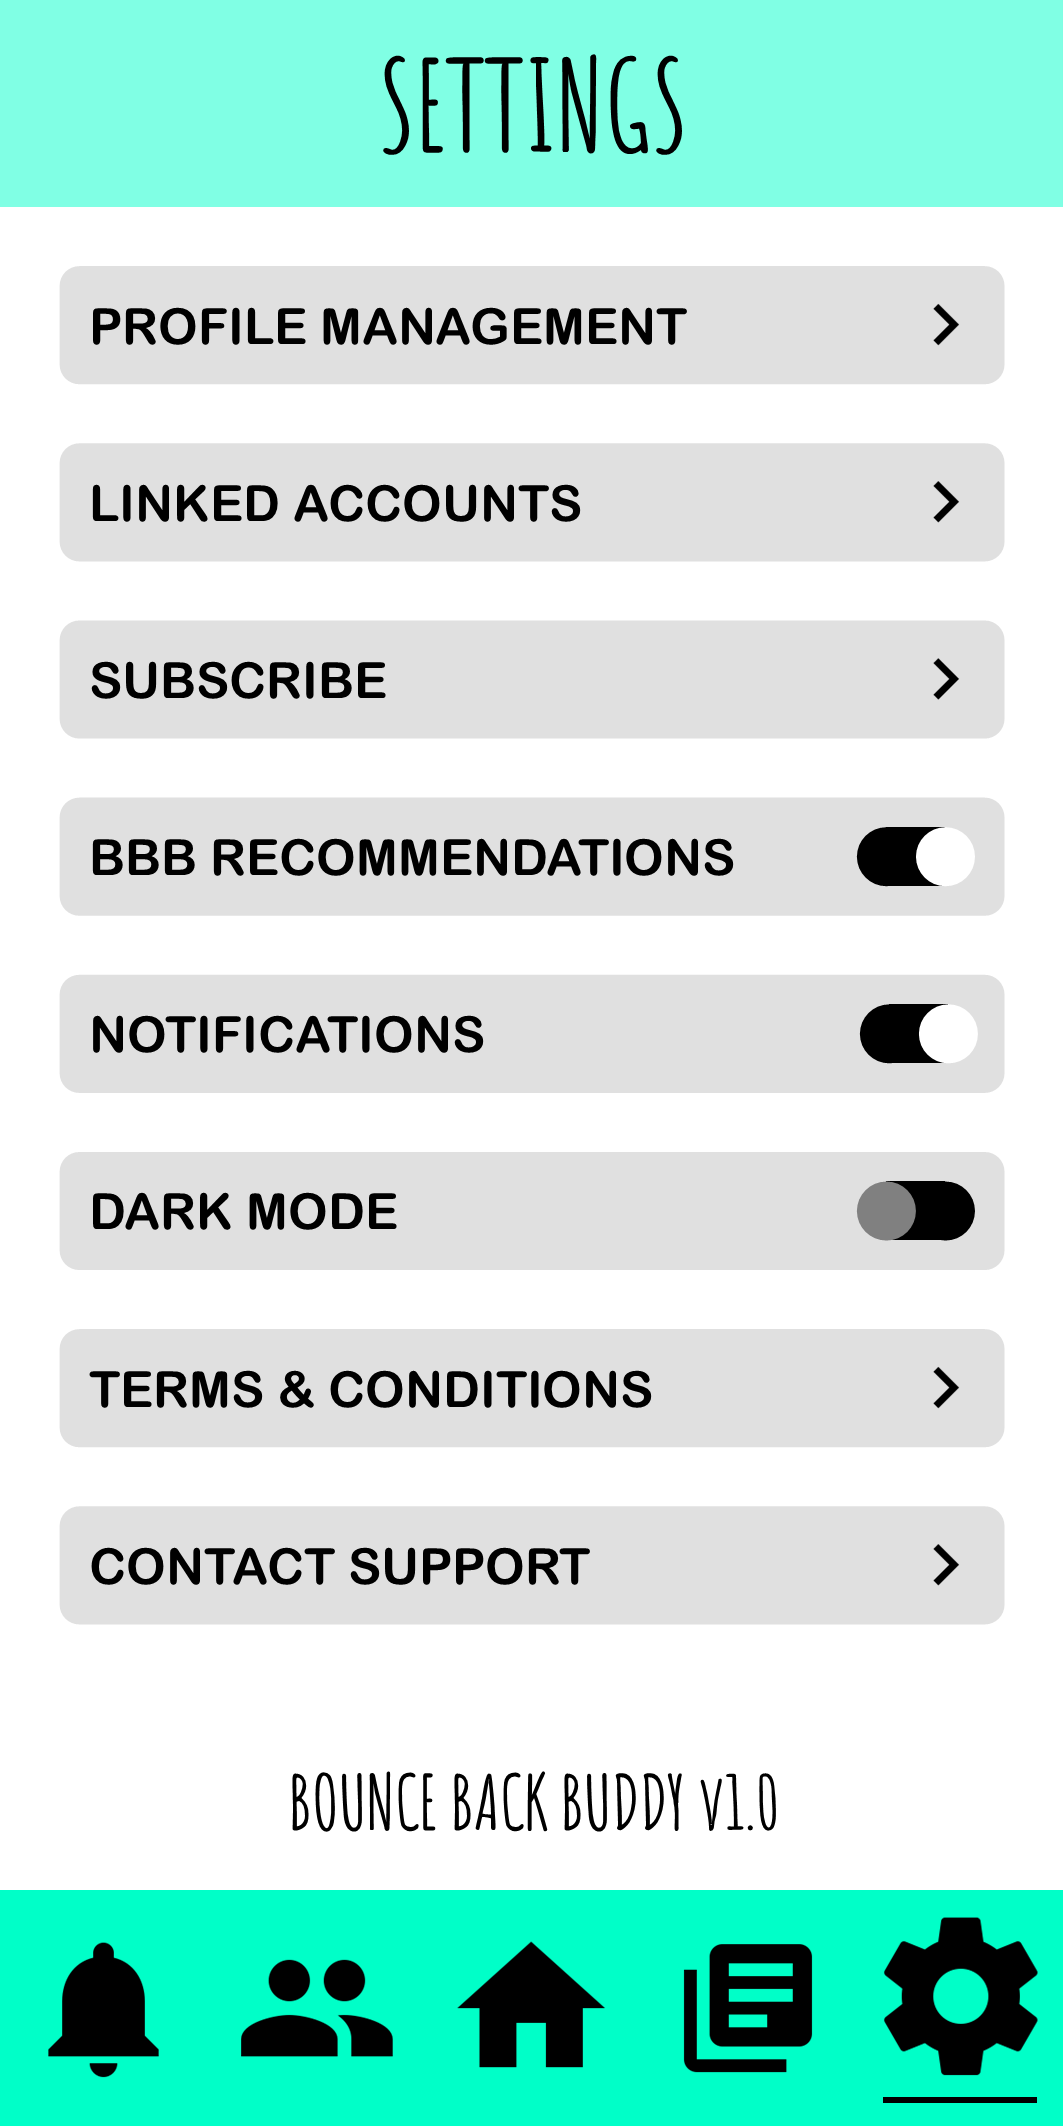 SETTINGS
PROFILE MANAGEMENT
LINKED ACCOUNTS
SUBSCRIBE
BBB RECOMMENDATIONS
NOTIFICATIONS
DARK MODE
TERMS & CONDITIONS
CONTACT SUPPORT
BOUNCE BACK BUDDY v1.0